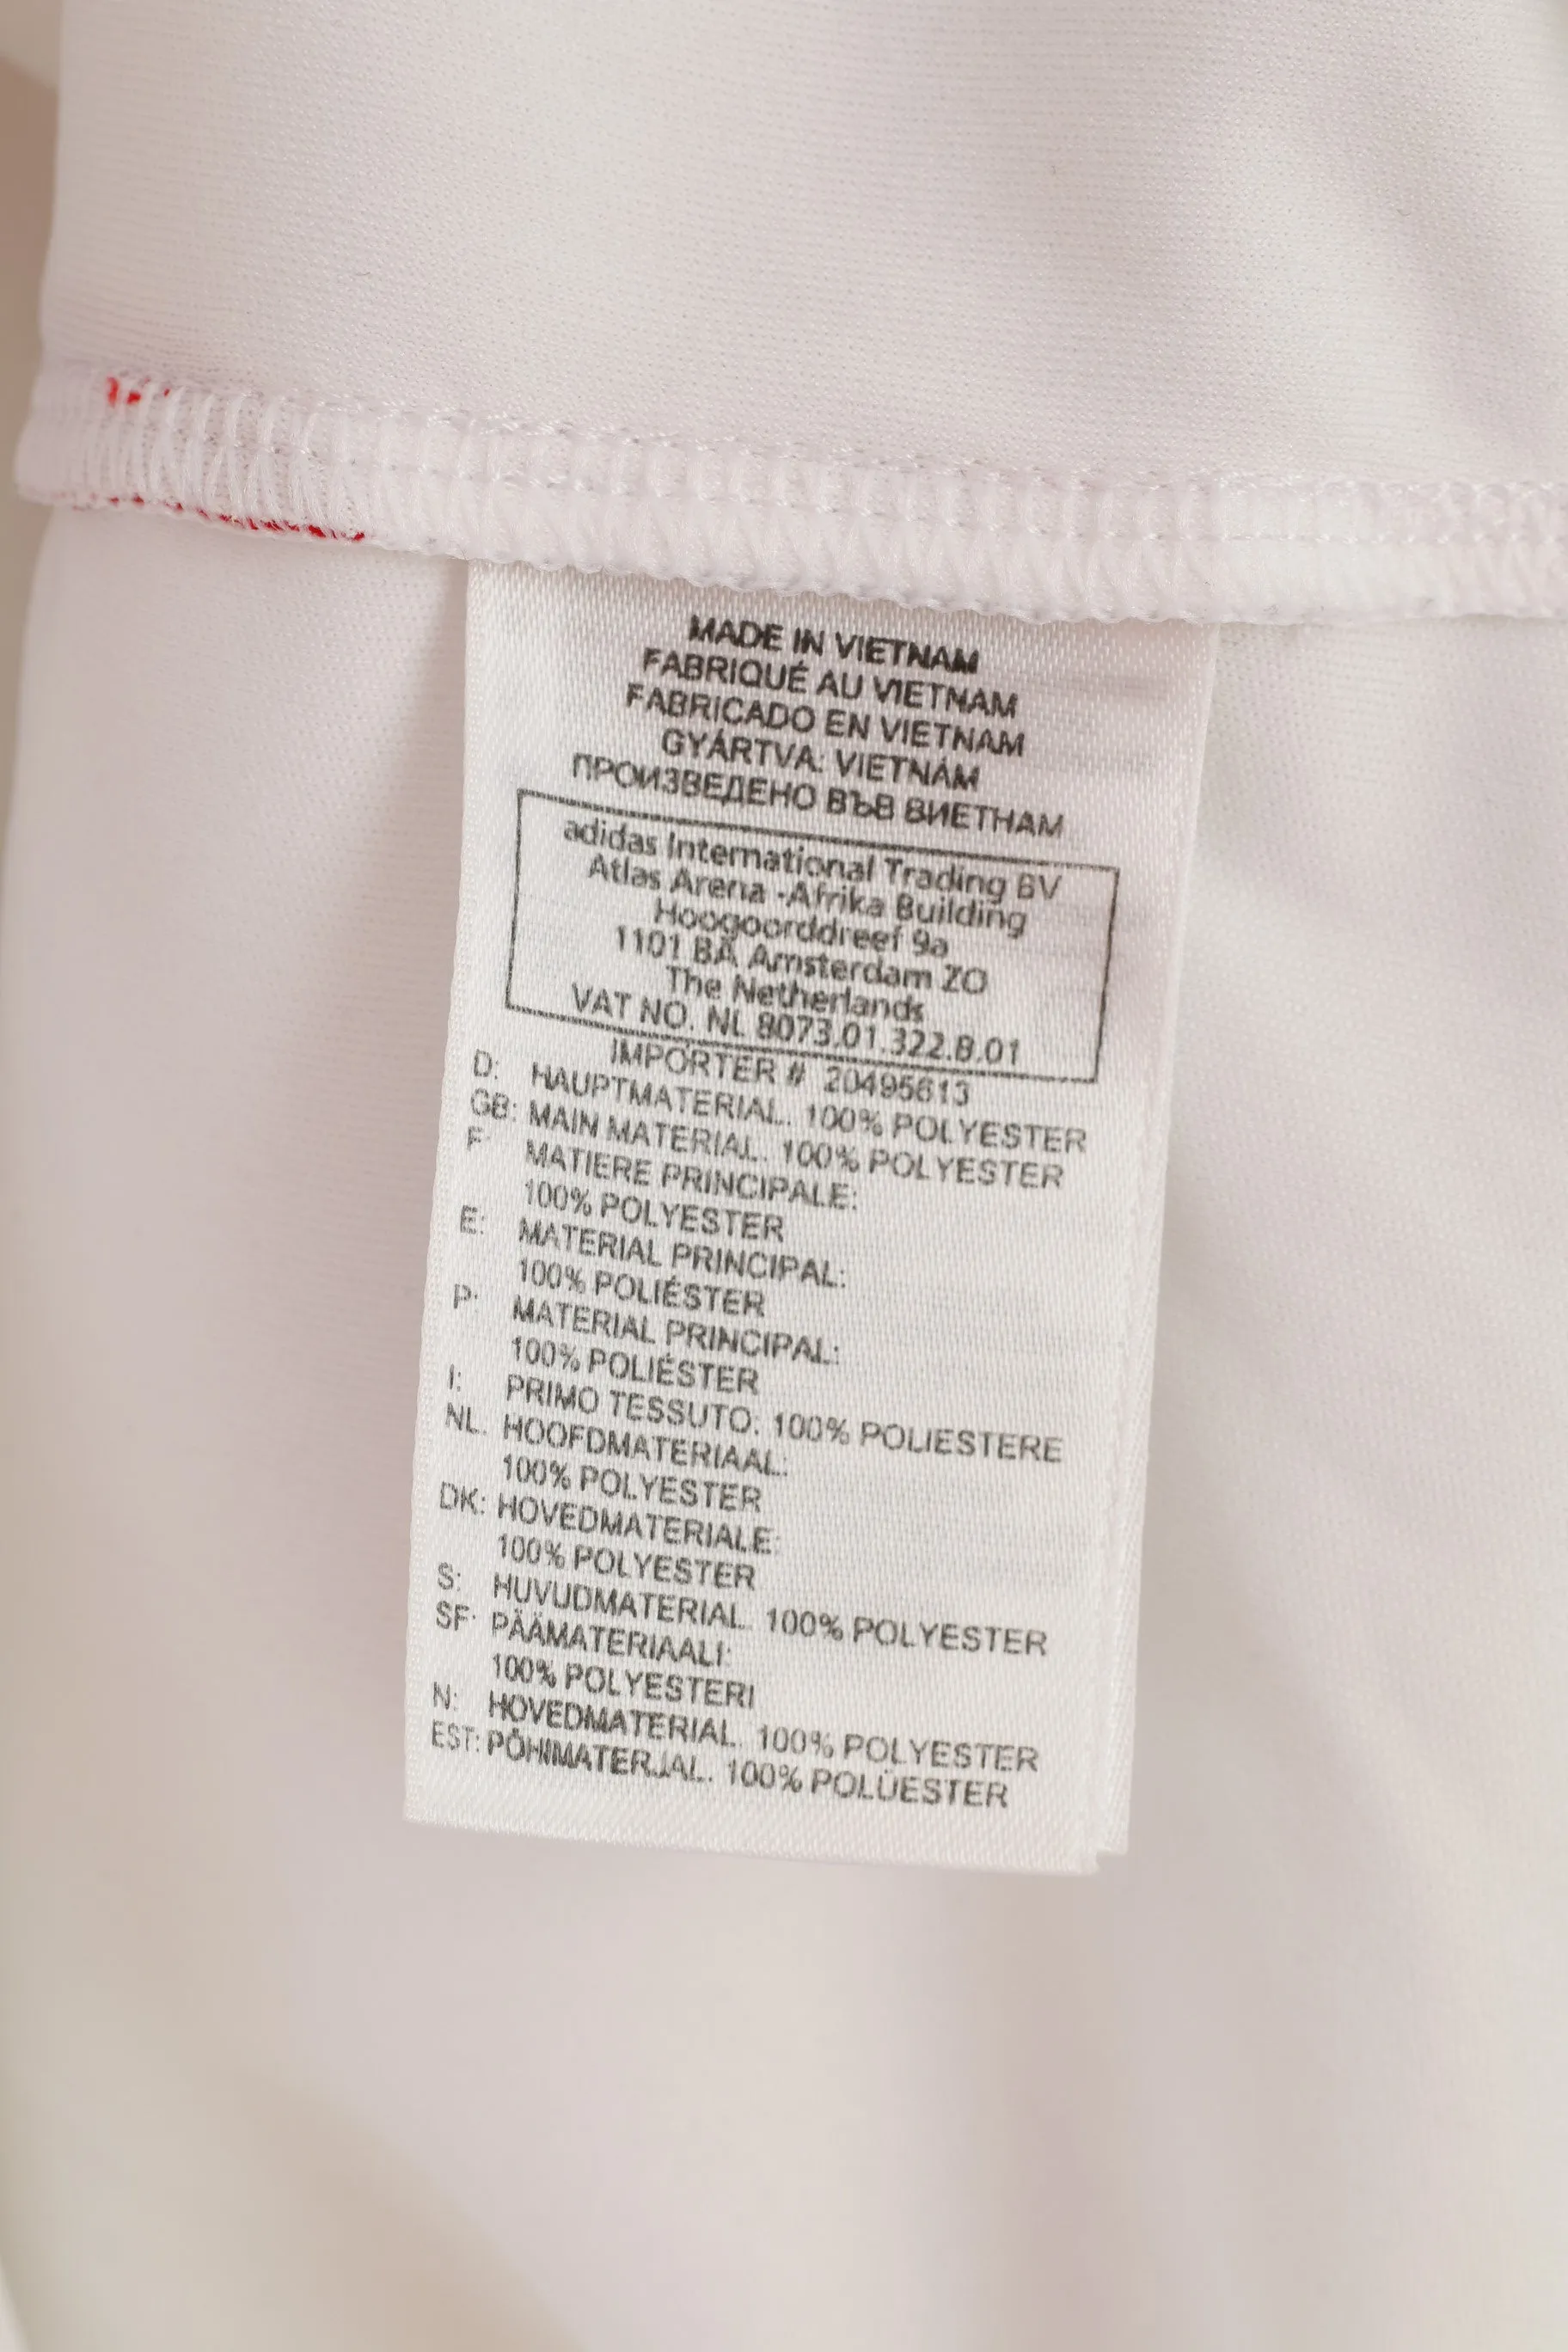 MADE IN VIETNAM
FABRIQUÉ AU VIETNAM
FABRICADO EN VIETNAM
GYÁRTVA: VIETNÁM
ПРОИЗВЕДЕНО ВЪВ ВИЕТНАМ
adidas International Trading BV
Atlas Arena -Afrika Building
Hoogoorddreef 9a
1101 BA Amsterdam ZO
The Netherlands
VAT NO. NL 8073.01.322.B.01
IMPORTER # 20495613
D: HAUPTMATERIAL: 100% POLYESTER
GB: MAIN MATERIAL: 100% POLYESTER
F: MATIERE PRINCIPALE:
100% POLYESTER
E: MATERIAL PRINCIPAL:
100% POLIÉSTER
P: MATERIAL PRINCIPAL:
100% POLIÉSTER
I: PRIMO TESSUTO: 100% POLIESTERE
NL: HOOFDMATERIAAL:
100% POLYESTER
DK: HOVEDMATERIALE:
100% POLYESTER
S: HUVUDMATERIAL: 100% POLYESTER
SF: PÄÄMATERIAALI:
100% POLYESTERI
N: HOVEDMATERIAL: 100% POLYESTER
EST: PÕHIMATERJAL: 100% POLÜESTER